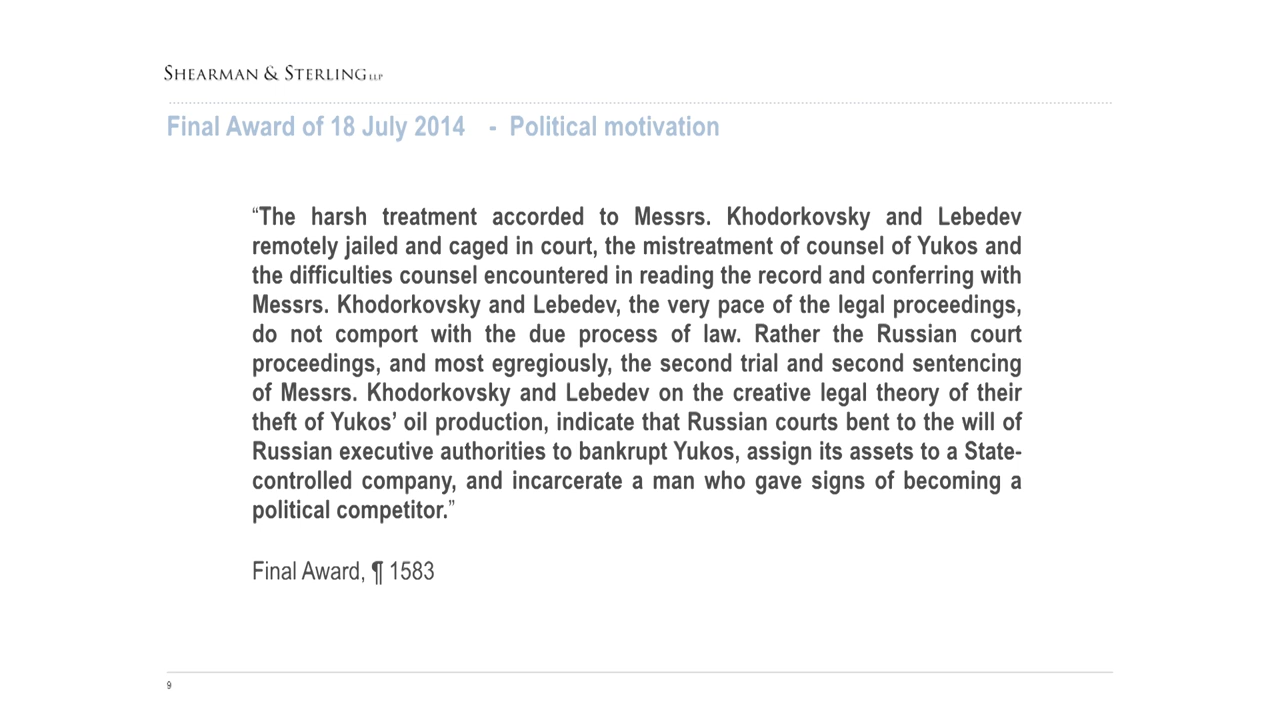 SHEARMAN & STERLING LLP
Final Award of 18 July 2014 - Political motivation
“The harsh treatment accorded to Messrs. Khodorkovsky and Lebedev
remotely jailed and caged in court, the mistreatment of counsel of Yukos and
the difficulties counsel encountered in reading the record and conferring with
Messrs. Khodorkovsky and Lebedev, the very pace of the legal proceedings,
do not comport with the due process of law. Rather the Russian court
proceedings, and most egregiously, the second trial and second sentencing
of Messrs. Khodorkovsky and Lebedev on the creative legal theory of their
theft of Yukos’ oil production, indicate that Russian courts bent to the will of
Russian executive authorities to bankrupt Yukos, assign its assets to a State-
controlled company, and incarcerate a man who gave signs of becoming a
political competitor.”
Final Award, ¶ 1583
9